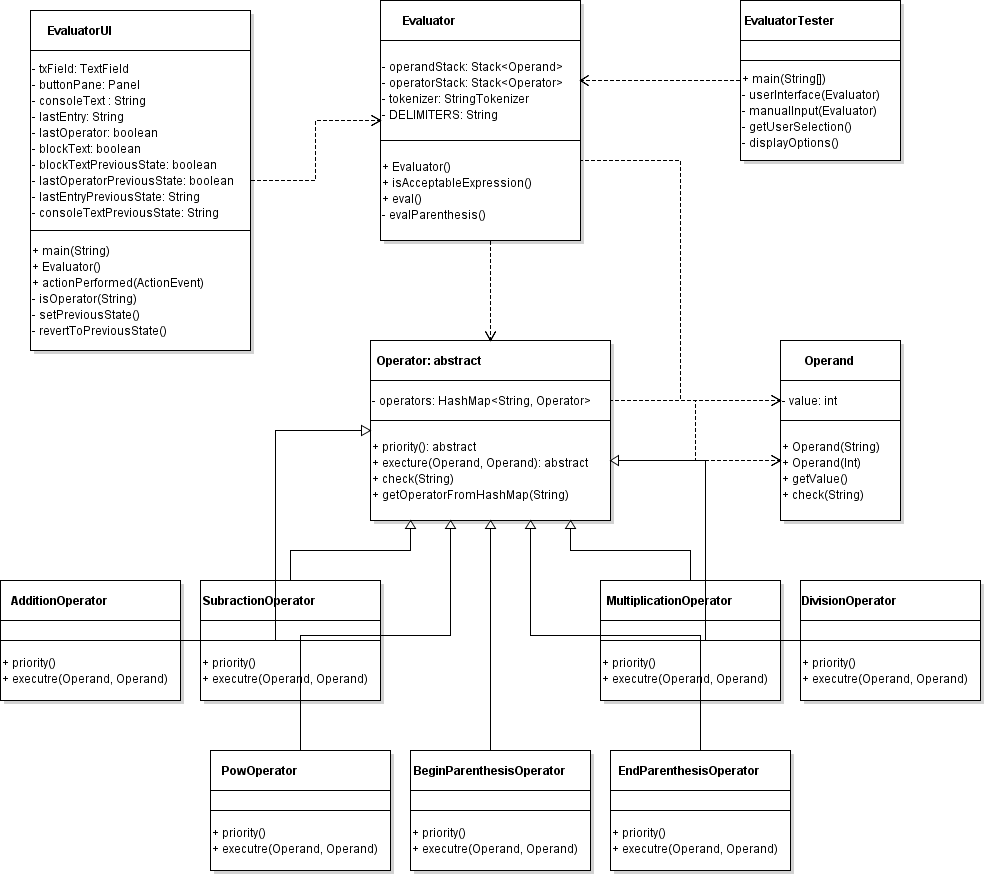 EvaluatorUI
- txField: TextField
- buttonPane: Panel
- consoleText : String
- lastEntry: String
- lastOperator: boolean
- blockText: boolean
- blockTextPreviousState: boolean
- lastOperatorPreviousState: boolean
- lastEntryPreviousState: String
- consoleTextPreviousState: String
+ main(String)
+ Evaluator()
+ actionPerformed(ActionEvent)
- isOperator(String)
- setPreviousState()
- revertToPreviousState()
Evaluator
- operandStack: Stack<Operand>
- operatorStack: Stack<Operator>
- tokenizer: StringTokenizer
- DELIMITERS: String
+ Evaluator()
+ isAcceptableExpression()
+ eval()
- evalParenthesis()
EvaluatorTester
+ main(String[])
- userInterface(Evaluator)
- manualInput(Evaluator)
- getUserSelection()
- displayOptions()
Operator: abstract
- operators: HashMap<String, Operator>
+ priority(): abstract
+ execture(Operand, Operand): abstract
+ check(String)
+ getOperatorFromHashMap(String)
Operand
- value: int
+ Operand(String)
+ Operand(Int)
+ getValue()
+ check(String)
AdditionOperator
+ priority()
+ executre(Operand, Operand)
SubractionOperator
+ priority()
+ executre(Operand, Operand)
MultiplicationOperator
+ priority()
+ executre(Operand, Operand)
DivisionOperator
+ priority()
+ executre(Operand, Operand)
PowOperator
+ priority()
+ executre(Operand, Operand)
BeginParenthesisOperator
+ priority()
+ executre(Operand, Operand)
EndParenthesisOperator
+ priority()
+ executre(Operand, Operand)